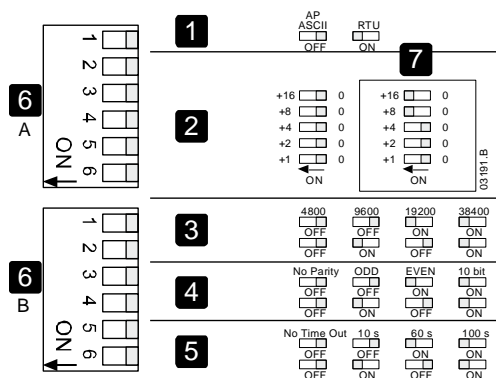 1
2
3
4
5
6
ON
6
A
1
2
3
4
5
6
ON
6
B
1
AP
ASCII RTU
OFF ON
7
2
+16 0
+8 0
+4 0
+2 0
+1 0
ON
+16 0
+8 0
+4 0
+2 0
+1 0
ON
03191.B
3
4800 9600 19200 38400
OFF OFF ON ON
OFF ON OFF ON
4
No Parity ODD EVEN 10 bit
OFF OFF ON ON
OFF ON OFF ON
5
No Time Out 10 s 60 s 100 s
OFF OFF ON ON
OFF ON OFF ON